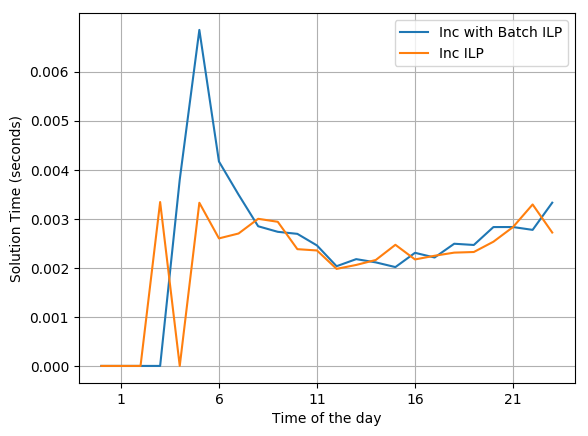 Inc with Batch ILP
Inc ILP
Solution Time (seconds)
0.006
0.005
0.004
0.003
0.002
0.001
0.000
1 6 11 16 21
Time of the day